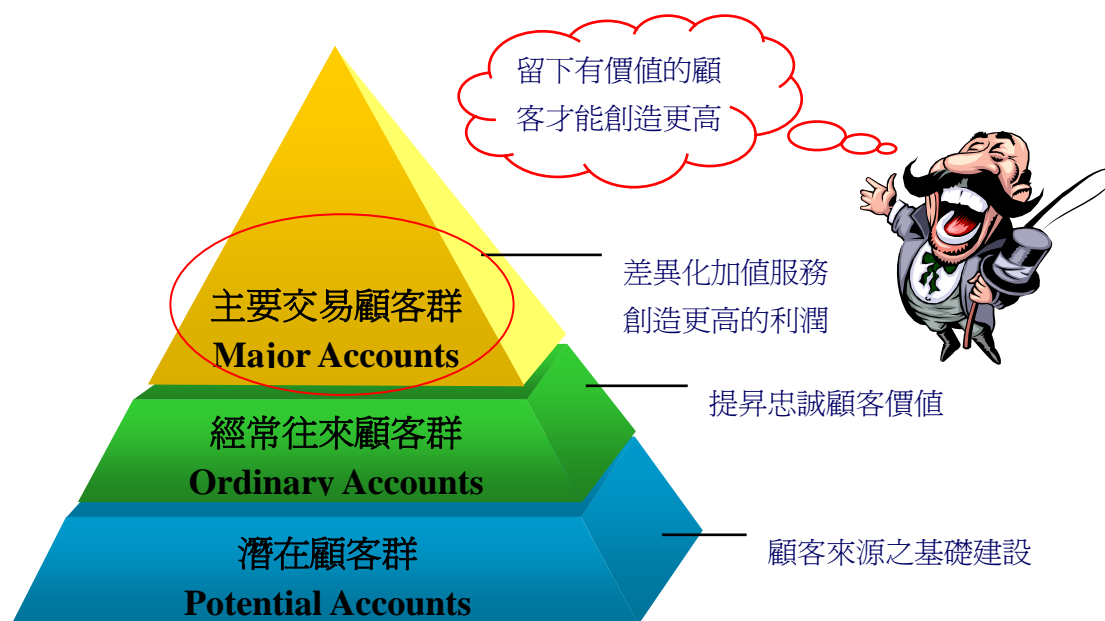 留下有價值的顧
客才能創造更高
差異化加值服務
創造更高的利潤
主要交易顧客群
Major Accounts
提昇忠誠顧客價值
經常往來顧客群
Ordinary Accounts
顧客來源之基礎建設
潛在顧客群
Potential Accounts